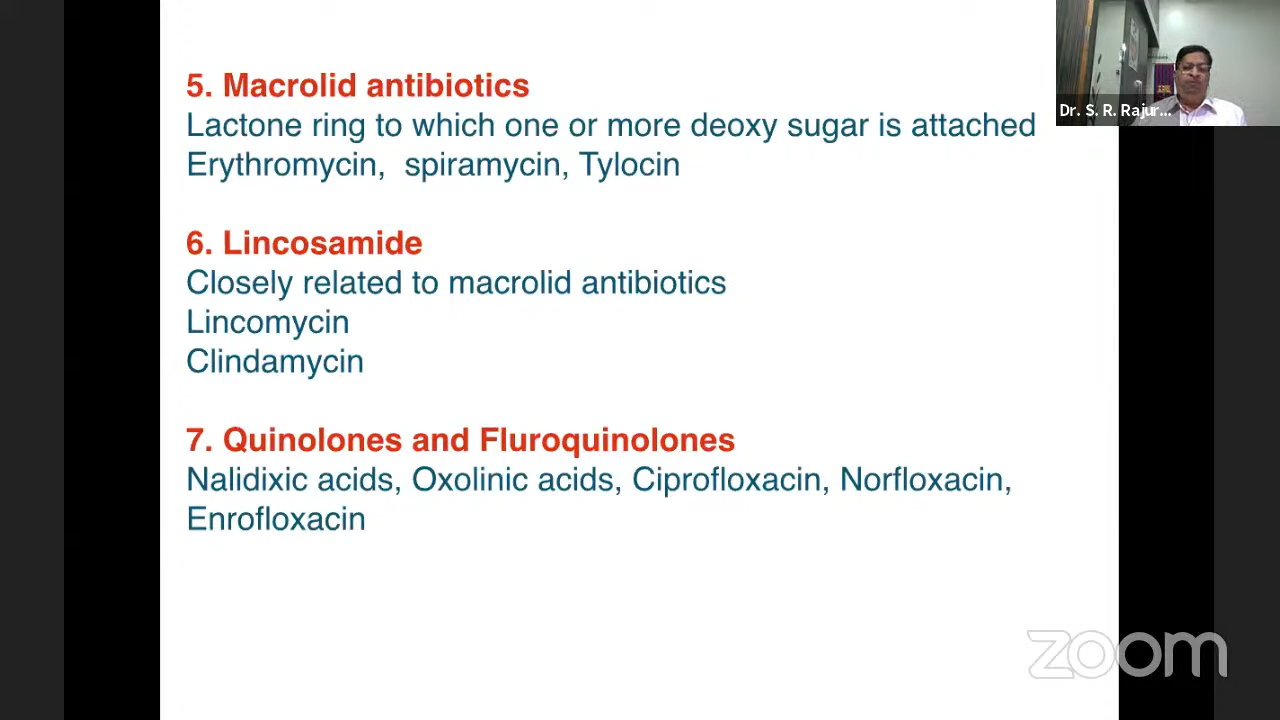 5. Macrolid antibiotics
Lactone ring to which one or more deoxy sugar is attached
Erythromycin,  spiramycin, Tylocin
6. Lincosamide
Closely related to macrolid antibiotics
Lincomycin
Clindamycin
7. Quinolones and Fluroquinolones
Nalidixic acids, Oxolinic acids, Ciprofloxacin, Norfloxacin,
Enrofloxacin
Dr. S. R. Rajur...
zoom